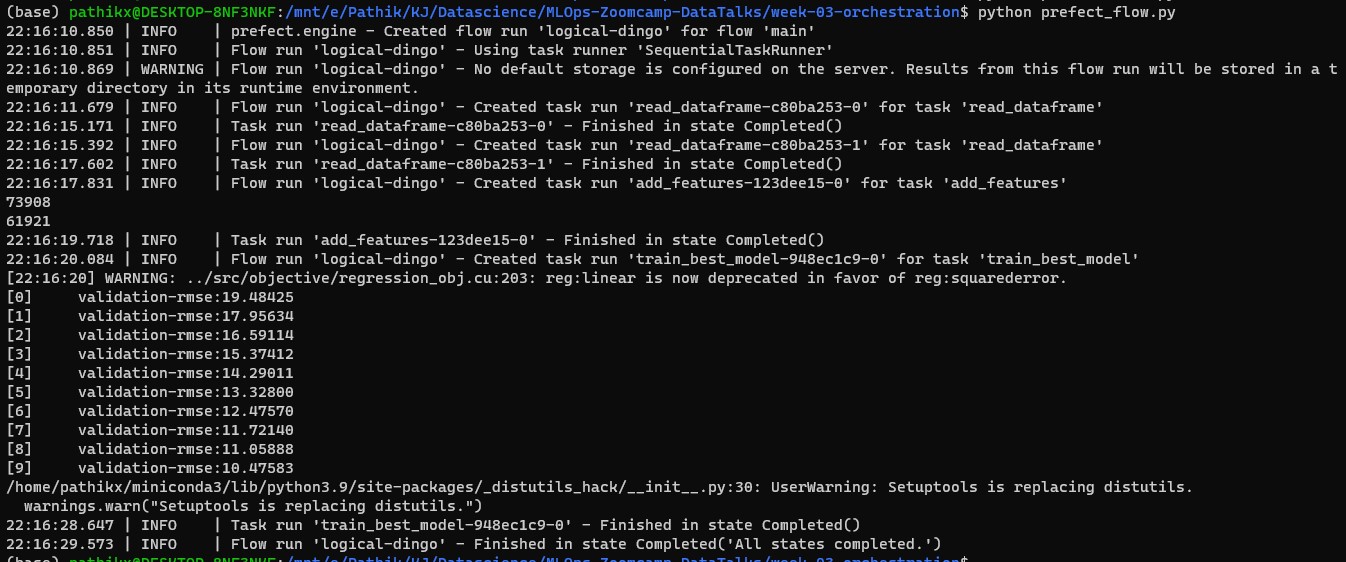 (base) pathikx@DESKTOP-8NF3NKF:/mnt/e/Pathik/KJ/Datascience/MLOps-Zoomcamp-DataTalks/week-03-orchestration$ python prefect_flow.py
22:16:10.850 | INFO    | prefect.engine - Created flow run 'logical-dingo' for flow 'main'
22:16:10.851 | INFO    | Flow run 'logical-dingo' - Using task runner 'SequentialTaskRunner'
22:16:10.869 | WARNING | Flow run 'logical-dingo' - No default storage is configured on the server. Results from this flow run will be stored in a t
emporary directory in its runtime environment.
22:16:11.679 | INFO    | Flow run 'logical-dingo' - Created task run 'read_dataframe-c80ba253-0' for task 'read_dataframe'
22:16:15.171 | INFO    | Task run 'read_dataframe-c80ba253-0' - Finished in state Completed()
22:16:15.392 | INFO    | Flow run 'logical-dingo' - Created task run 'read_dataframe-c80ba253-1' for task 'read_dataframe'
22:16:17.602 | INFO    | Task run 'read_dataframe-c80ba253-1' - Finished in state Completed()
22:16:17.831 | INFO    | Flow run 'logical-dingo' - Created task run 'add_features-123dee15-0' for task 'add_features'
73908
61921
22:16:19.718 | INFO    | Task run 'add_features-123dee15-0' - Finished in state Completed()
22:16:20.084 | INFO    | Flow run 'logical-dingo' - Created task run 'train_best_model-948ec1c9-0' for task 'train_best_model'
[22:16:20] WARNING: ../src/objective/regression_obj.cu:203: reg:linear is now deprecated in favor of reg:squarederror.
[0]     validation-rmse:19.48425
[1]     validation-rmse:17.95634
[2]     validation-rmse:16.59114
[3]     validation-rmse:15.37412
[4]     validation-rmse:14.29011
[5]     validation-rmse:13.32800
[6]     validation-rmse:12.47570
[7]     validation-rmse:11.72140
[8]     validation-rmse:11.05888
[9]     validation-rmse:10.47583
/home/pathikx/miniconda3/lib/python3.9/site-packages/_distutils_hack/__init__.py:30: UserWarning: Setuptools is replacing distutils.
  warnings.warn("Setuptools is replacing distutils.")
22:16:28.647 | INFO    | Task run 'train_best_model-948ec1c9-0' - Finished in state Completed()
22:16:29.573 | INFO    | Flow run 'logical-dingo' - Finished in state Completed('All states completed.')
(base) pathikx@DESKTOP-8NF3NKF:/mnt/e/Pathik/KJ/Datascience/MLOps-Zoomcamp-DataTalks/week-03-orchestration$